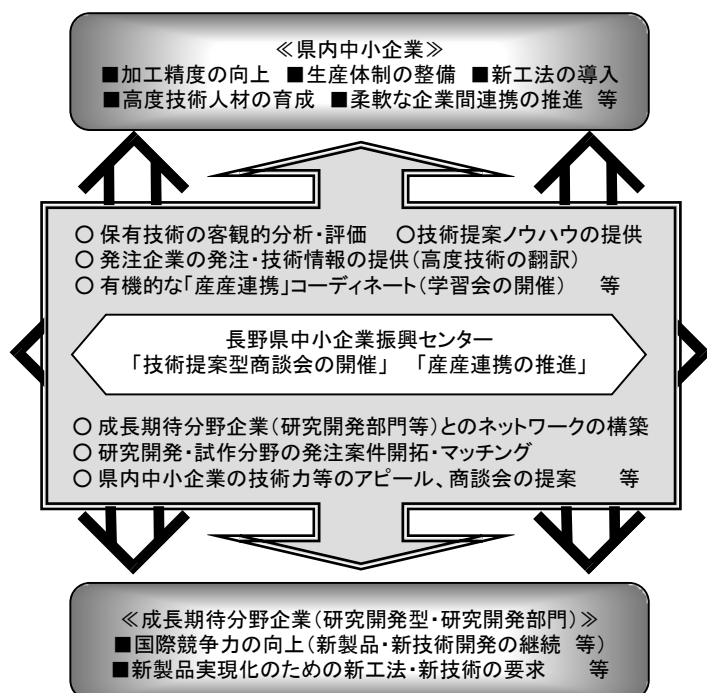 ≪県内中小企業≫
■加工精度の向上 ■生産体制の整備 ■新工法の導入
■高度技術人材の育成 ■柔軟な企業間連携の推進 等
○ 保有技術の客観的分析・評価 ○技術提案ノウハウの提供
○ 発注企業の発注・技術情報の提供(高度技術の翻訳)
○ 有機的な「産産連携」コーディネート(学習会の開催) 等
長野県中小企業振興センター
「技術提案型商談会の開催」 「産産連携の推進」
○ 成長期待分野企業(研究開発部門等)とのネットワークの構築
○ 研究開発・試作分野の発注案件開拓・マッチング
○ 県内中小企業の技術力等のアピール、商談会の提案 等
≪成長期待分野企業(研究開発型・研究開発部門)≫
■国際競争力の向上(新製品・新技術開発の継続 等)
■新製品実現化のための新工法・新技術の要求 等